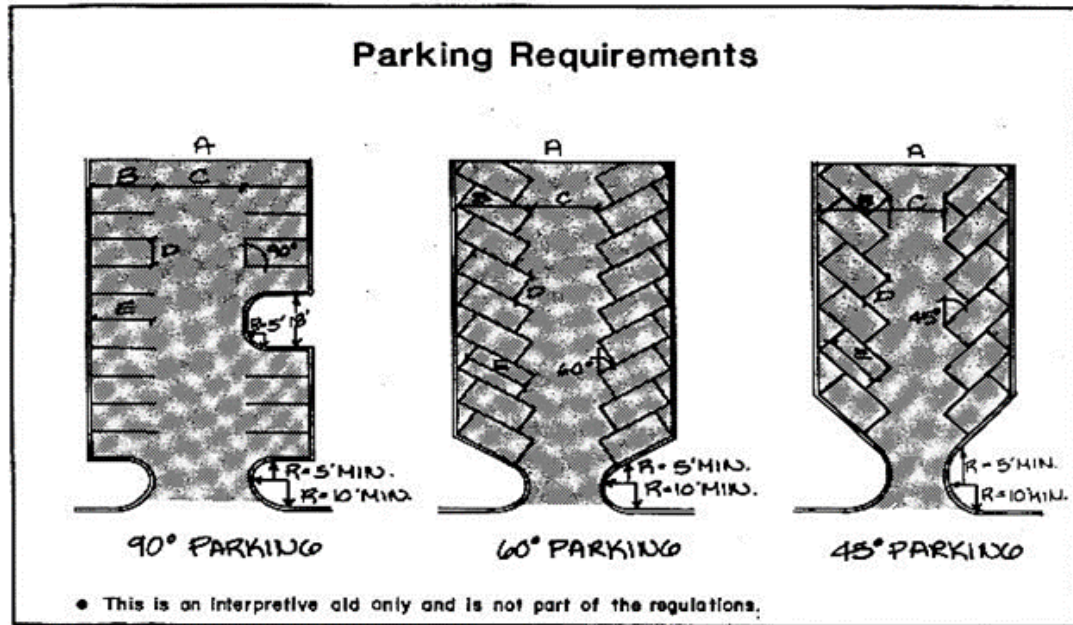 Parking Requirements
A
B
C
D
90°
E
R=5'
18'
R=5' MIN.
R=10' MIN.
90° PARKING
A
B
C
D
E
60°
R=5' MIN.
R=10' MIN.
60° PARKING
A
B
C
D
45°
E
R=5' MIN.
R=10' MIN.
45° PARKING
• This is an interpretive aid only and is not part of the regulations.